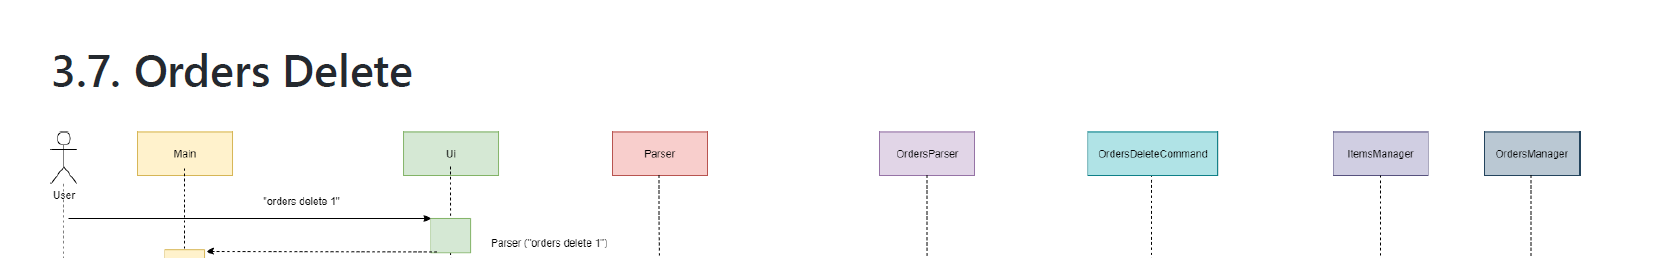 3.7. Orders Delete
Main
Ui
Parser
OrdersParser
OrdersDeleteCommand
ItemsManager
OrdersManager
User
"orders delete 1"
Parser ("orders delete 1")